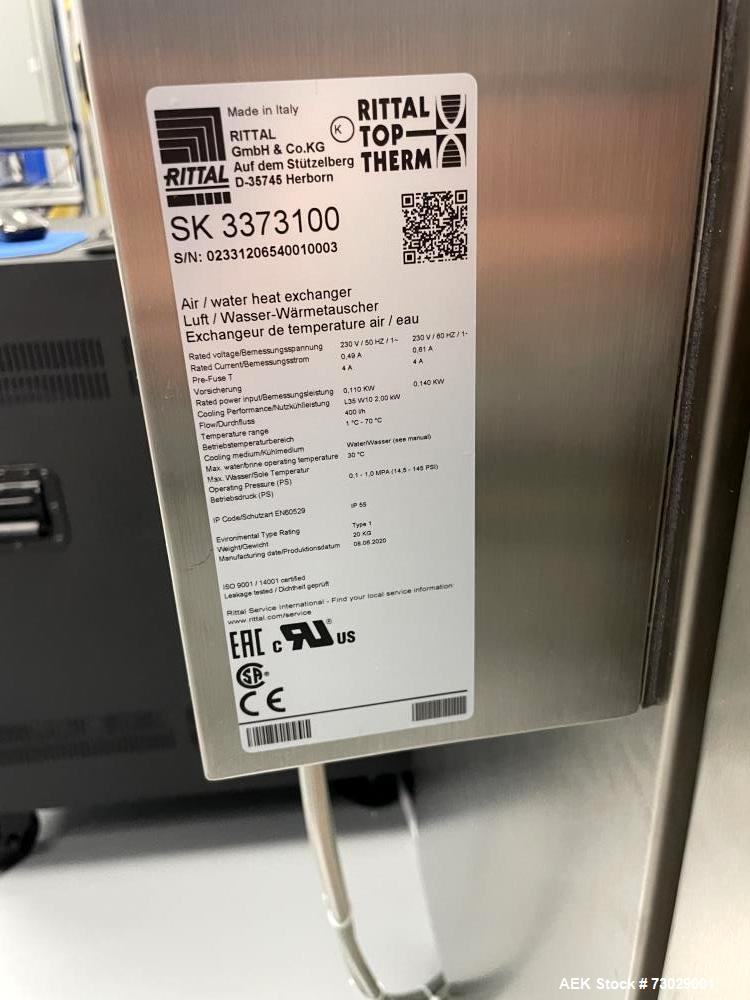 Made in Italy
RITTAL
GmbH & Co.KG
Auf dem Stützelberg
D-35745 Herborn
RITTAL
K
RITTAL
TOP
THERM
SK 3373100
S/N: 02331206540010003
Air / water heat exchanger
Luft / Wasser-Wärmetauscher
Exchangeur de temperature air / eau
Rated voltage/Bemessungsspannung 230 V / 50 HZ / 1~ 230 V / 60 HZ / 1~
Rated Current/Bemessungsstrom 0,49 A 0,61 A
Pre-Fuse T 4 A 4 A
Vorsicherung
Rated power input/Bemessungsleistung 0,110 KW 0,140 KW
Cooling Performance/Nutzkühlleistung L35 W10 2,00 kW
Flow/Durchfluss 400 l/h
Temperature range 1 °C - 70 °C
Betriebstemperaturbereich
Cooling medium/Kühlmedium Water/Wasser (see manual)
Max. water/brine operating temperature 30 °C
Max. Wasser/Sole Temperatur
Operating Pressure (PS) 0,1 - 1,0 MPA (14,5 - 145 PSI)
Betriebsdruck (PS)
IP Code/Schutzart EN60529 IP 55
Evironmental Type Rating Type 1
Weight/Gewicht 20 KG
Manufacturing date/Produktionsdatum 08.06.2020
ISO 9001 / 14001 certified
Leakage tested / Dichtheit geprüft
Rittal Service International - Find your local service information:
www.rittal.com/service
EAC c RU® US
SA®
CE
AEK Stock # 73029001